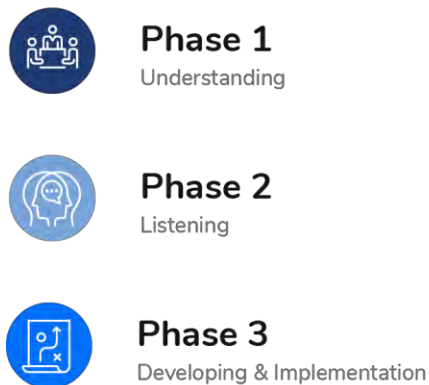 Phase 1
Understanding
Phase 2
Listening
Phase 3
Developing & Implementation